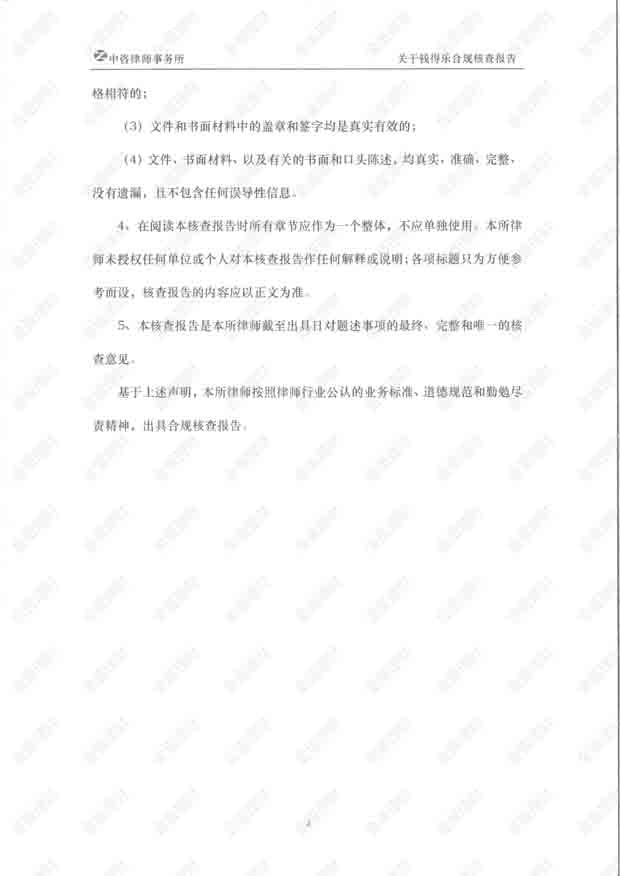 中咨律师事务所
关于钱得乐合规核查报告
格相符的；
（3）文件和书面材料中的盖章和签字均是真实有效的；
（4）文件、书面材料、以及有关的书面和口头陈述，均真实、准确、完整，
没有遗漏，且不包含任何误导性信息。
4、在阅读本核查报告时所有章节应作为一个整体，不应单独使用。本所律
师未授权任何单位或个人对本核查报告作任何解释或说明；各项标题只为方便参
考而设，核查报告的内容应以正文为准。
5、本核查报告是本所律师截至出具日对题述事项的最终、完整和唯一的核
查意见。
基于上述声明，本所律师按照律师行业公认的业务标准、道德规范和勤勉尽
责精神，出具合规核查报告。